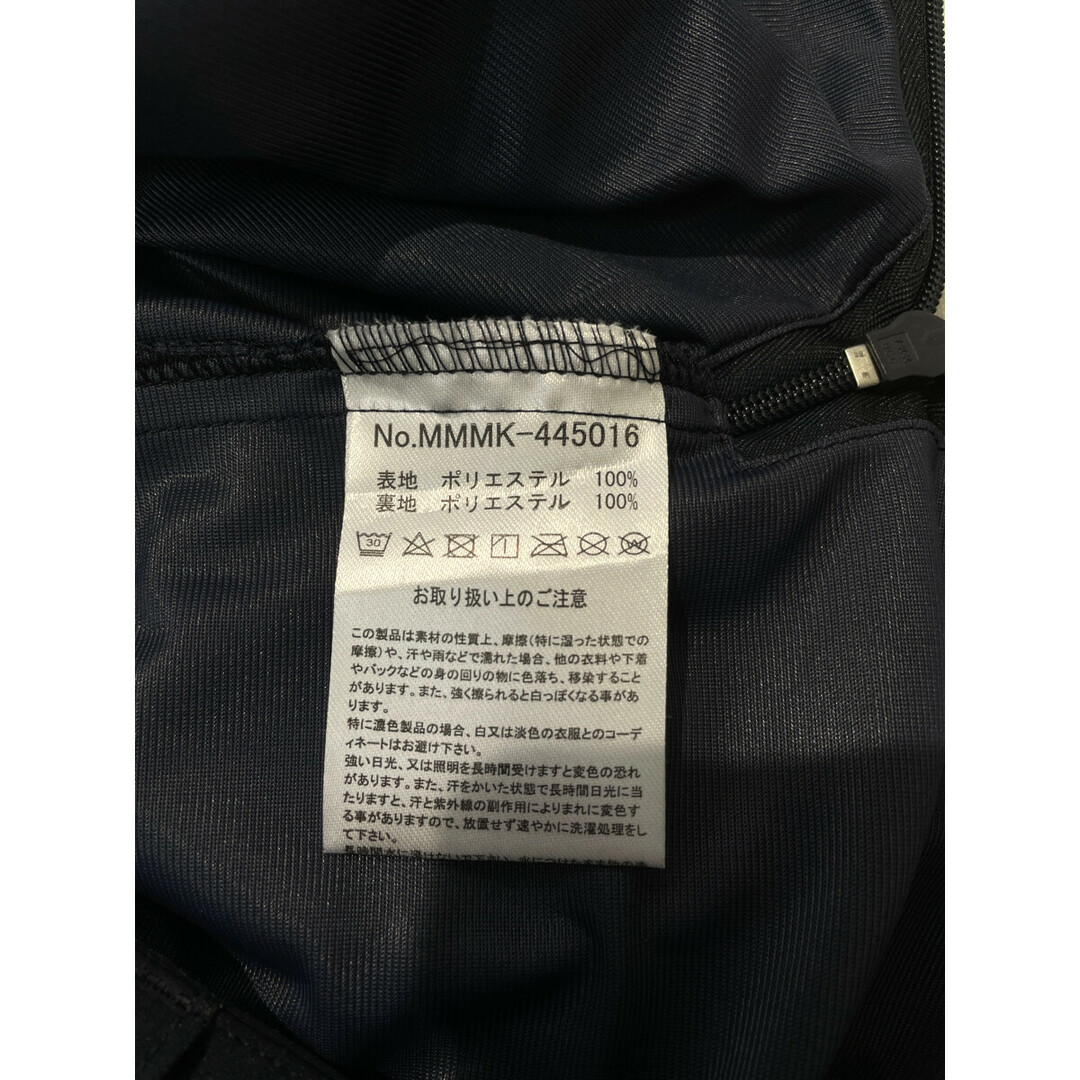 No.MMMK-445016
表地 ポリエステル 100%
裏地 ポリエステル 100%
30
お取り扱い上のご注意
この製品は素材の性質上、摩擦(特に湿った状態での
摩擦)や、汗や雨などで濡れた場合、他の衣料や下着
やバックなどの身の回りの物に色落ち、移染すること
があります。また、強く擦られると白っぽくなる事があ
ります。
特に濃色製品の場合、白又は淡色の衣服とのコーデ
ィネートはお避け下さい。
強い日光、又は照明を長時間受けますと変色の恐れ
があります。また、汗をかいた状態で長時間日光に当
たりますと、汗と紫外線の副作用によりまれに変色す
る事がありますので、放置せず速やかに洗濯処理をし
て下さい。